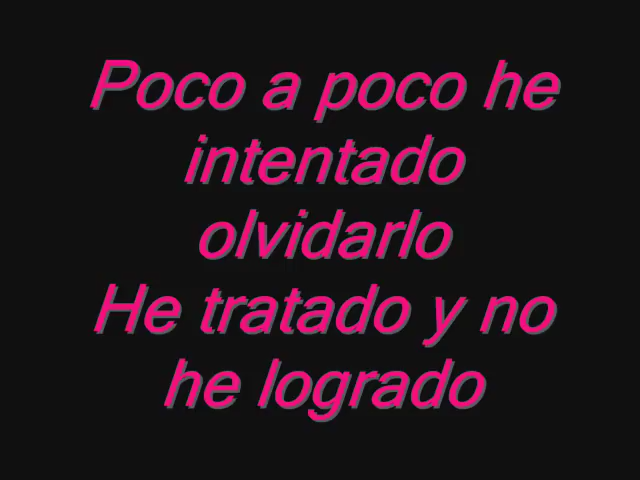 Poco a poco he
intentado
olvidarlo
He tratado y no
he logrado